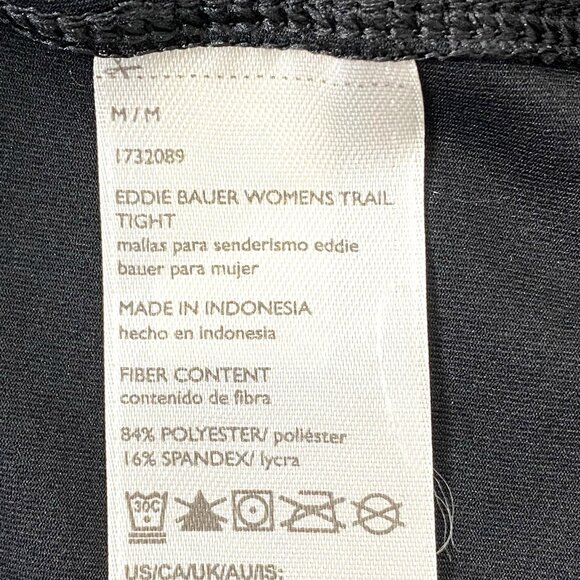 M / M
1732089
EDDIE BAUER WOMENS TRAIL
TIGHT
mallas para senderismo eddie
bauer para mujer
MADE IN INDONESIA
hecho en indonesia
FIBER CONTENT
contenido de fibra
84% POLYESTER/ poliéster
16% SPANDEX/ lycra
30C
US/CA/UK/AU/IS: